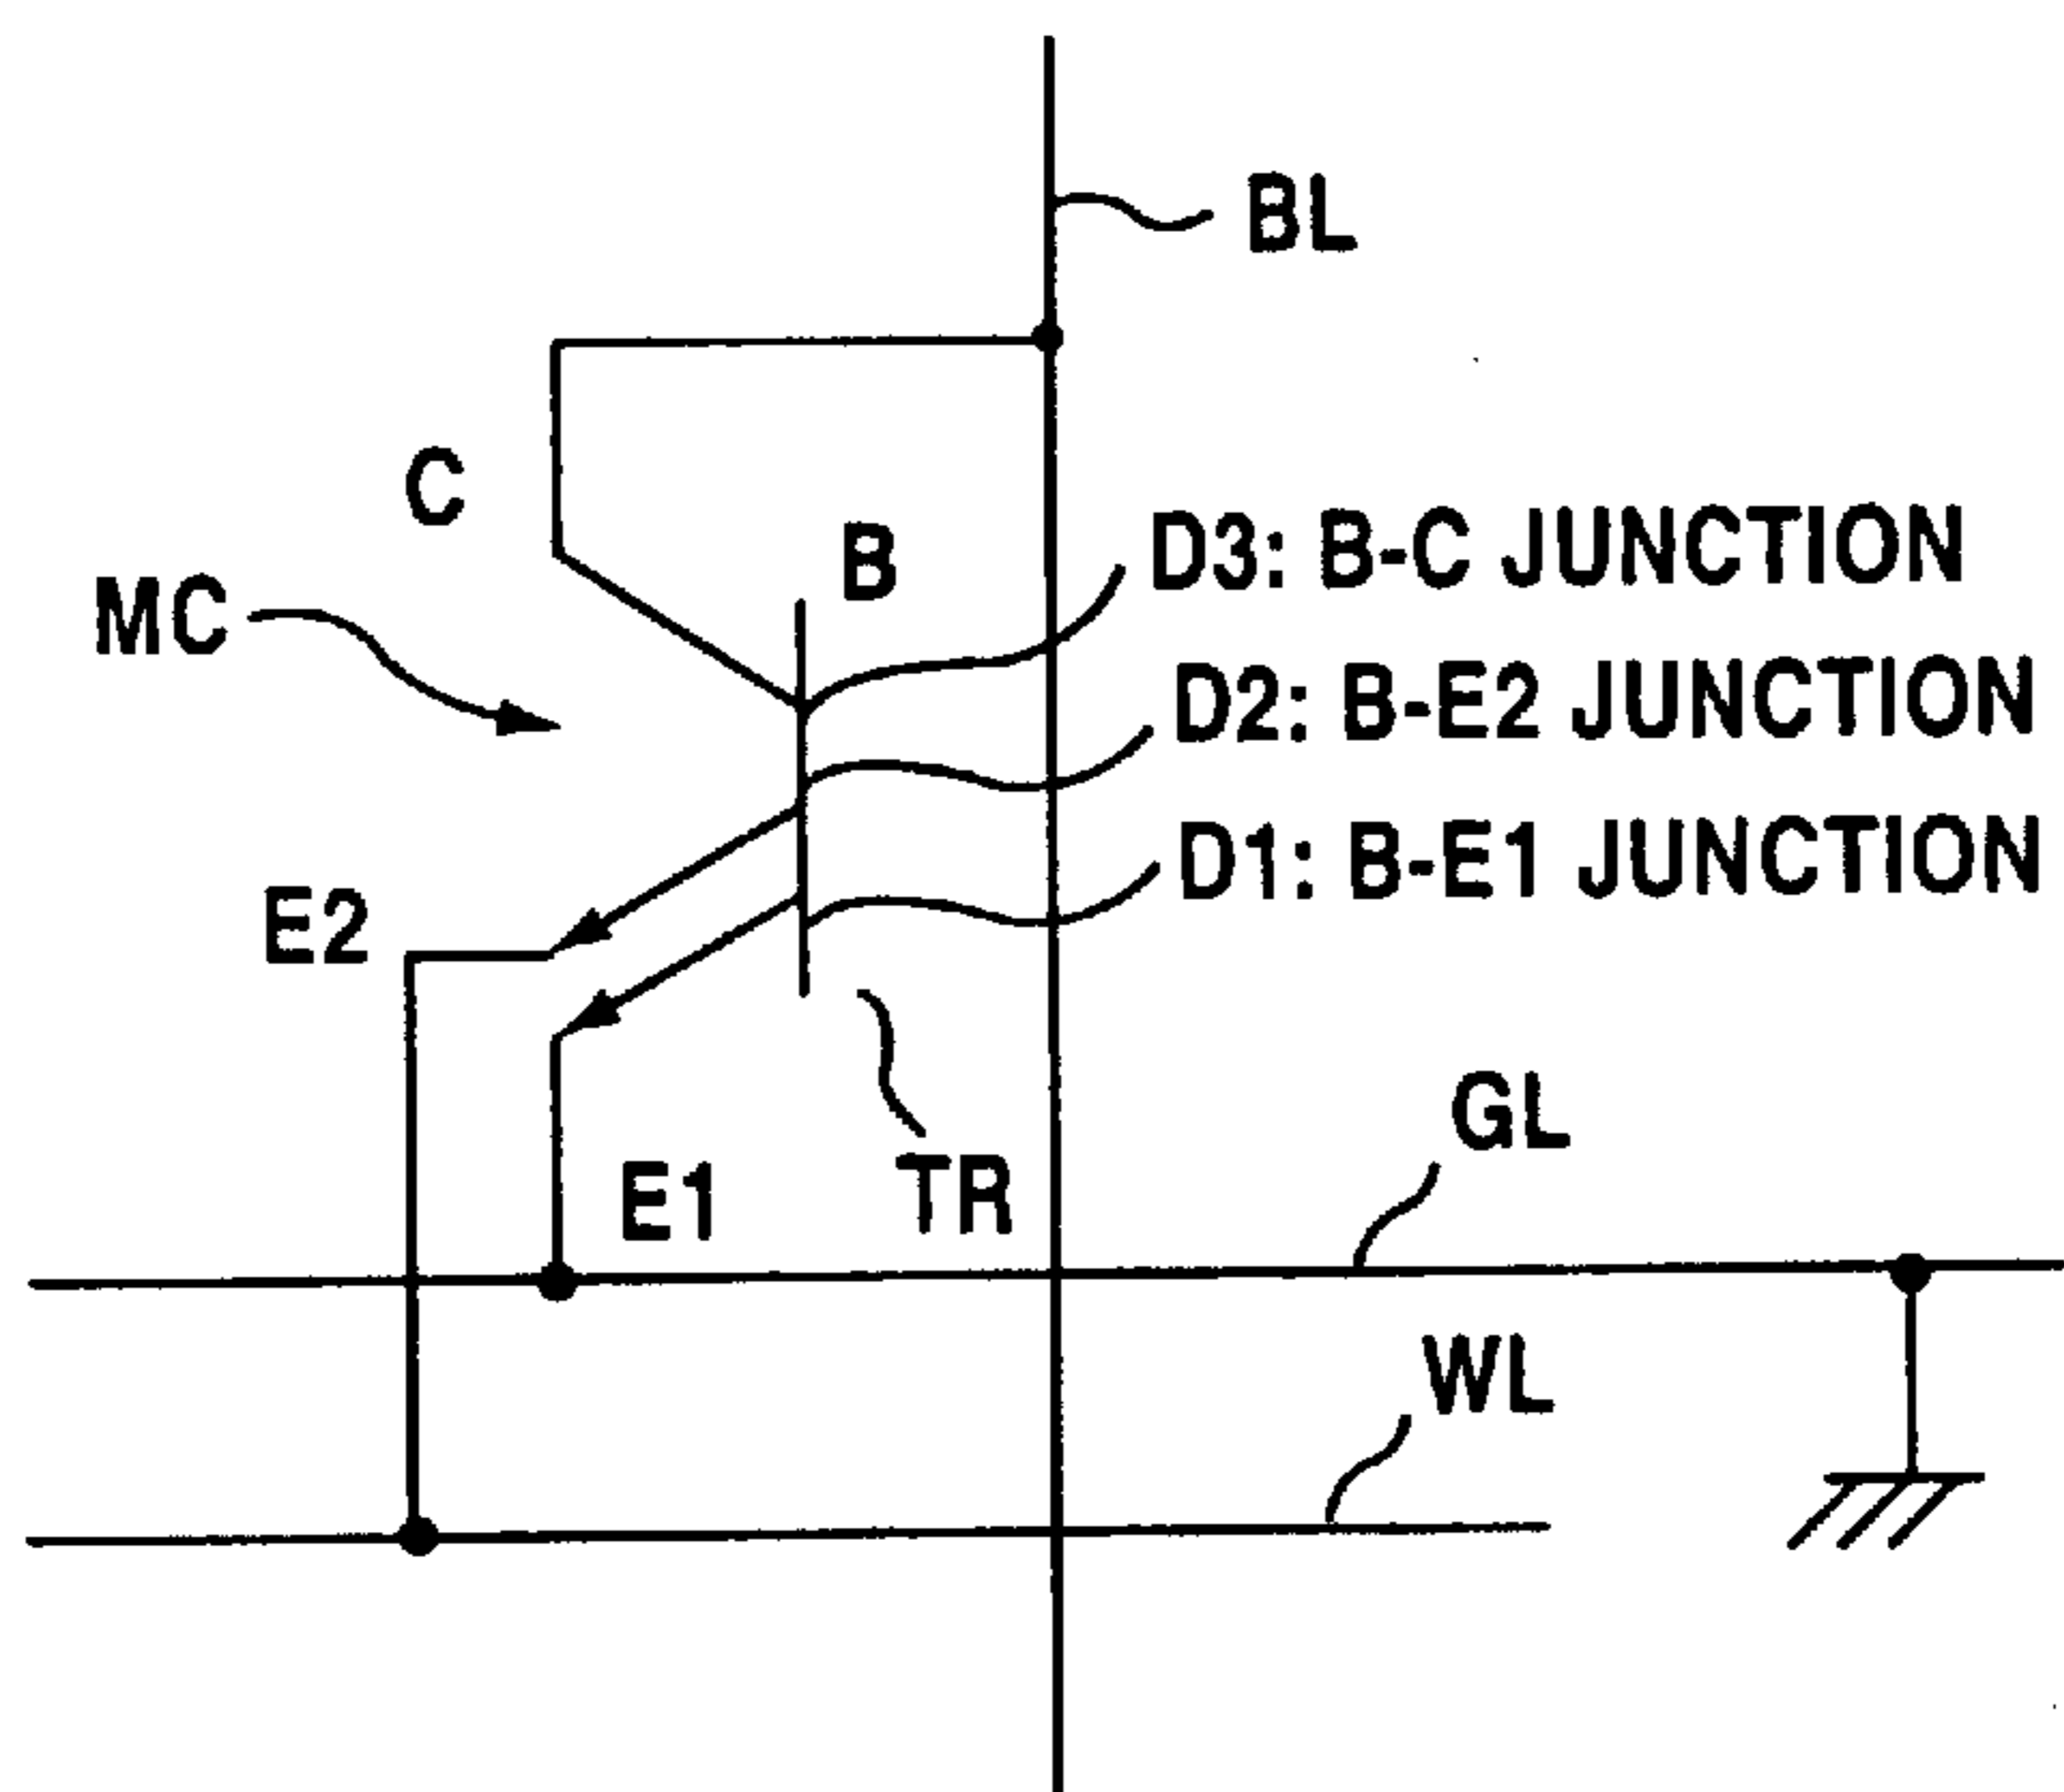 BL
C
B
D3: B-C JUNCTION
MC
D2: B-E2 JUNCTION
D1: B-E1 JUNCTION
E2
GL
E1
TR
WL